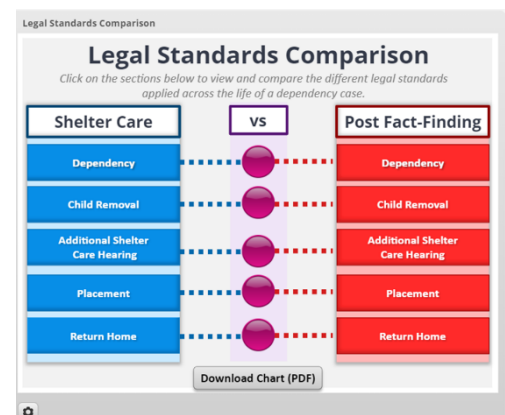 Legal Standards Comparison
Legal Standards Comparison
Click on the sections below to view and compare the different legal standards
applied across the life of a dependency case.
Shelter Care
vs
Post Fact-Finding
Dependency
Dependency
Child Removal
Child Removal
Additional Shelter
Care Hearing
Additional Shelter
Care Hearing
Placement
Placement
Return Home
Return Home
Download Chart (PDF)